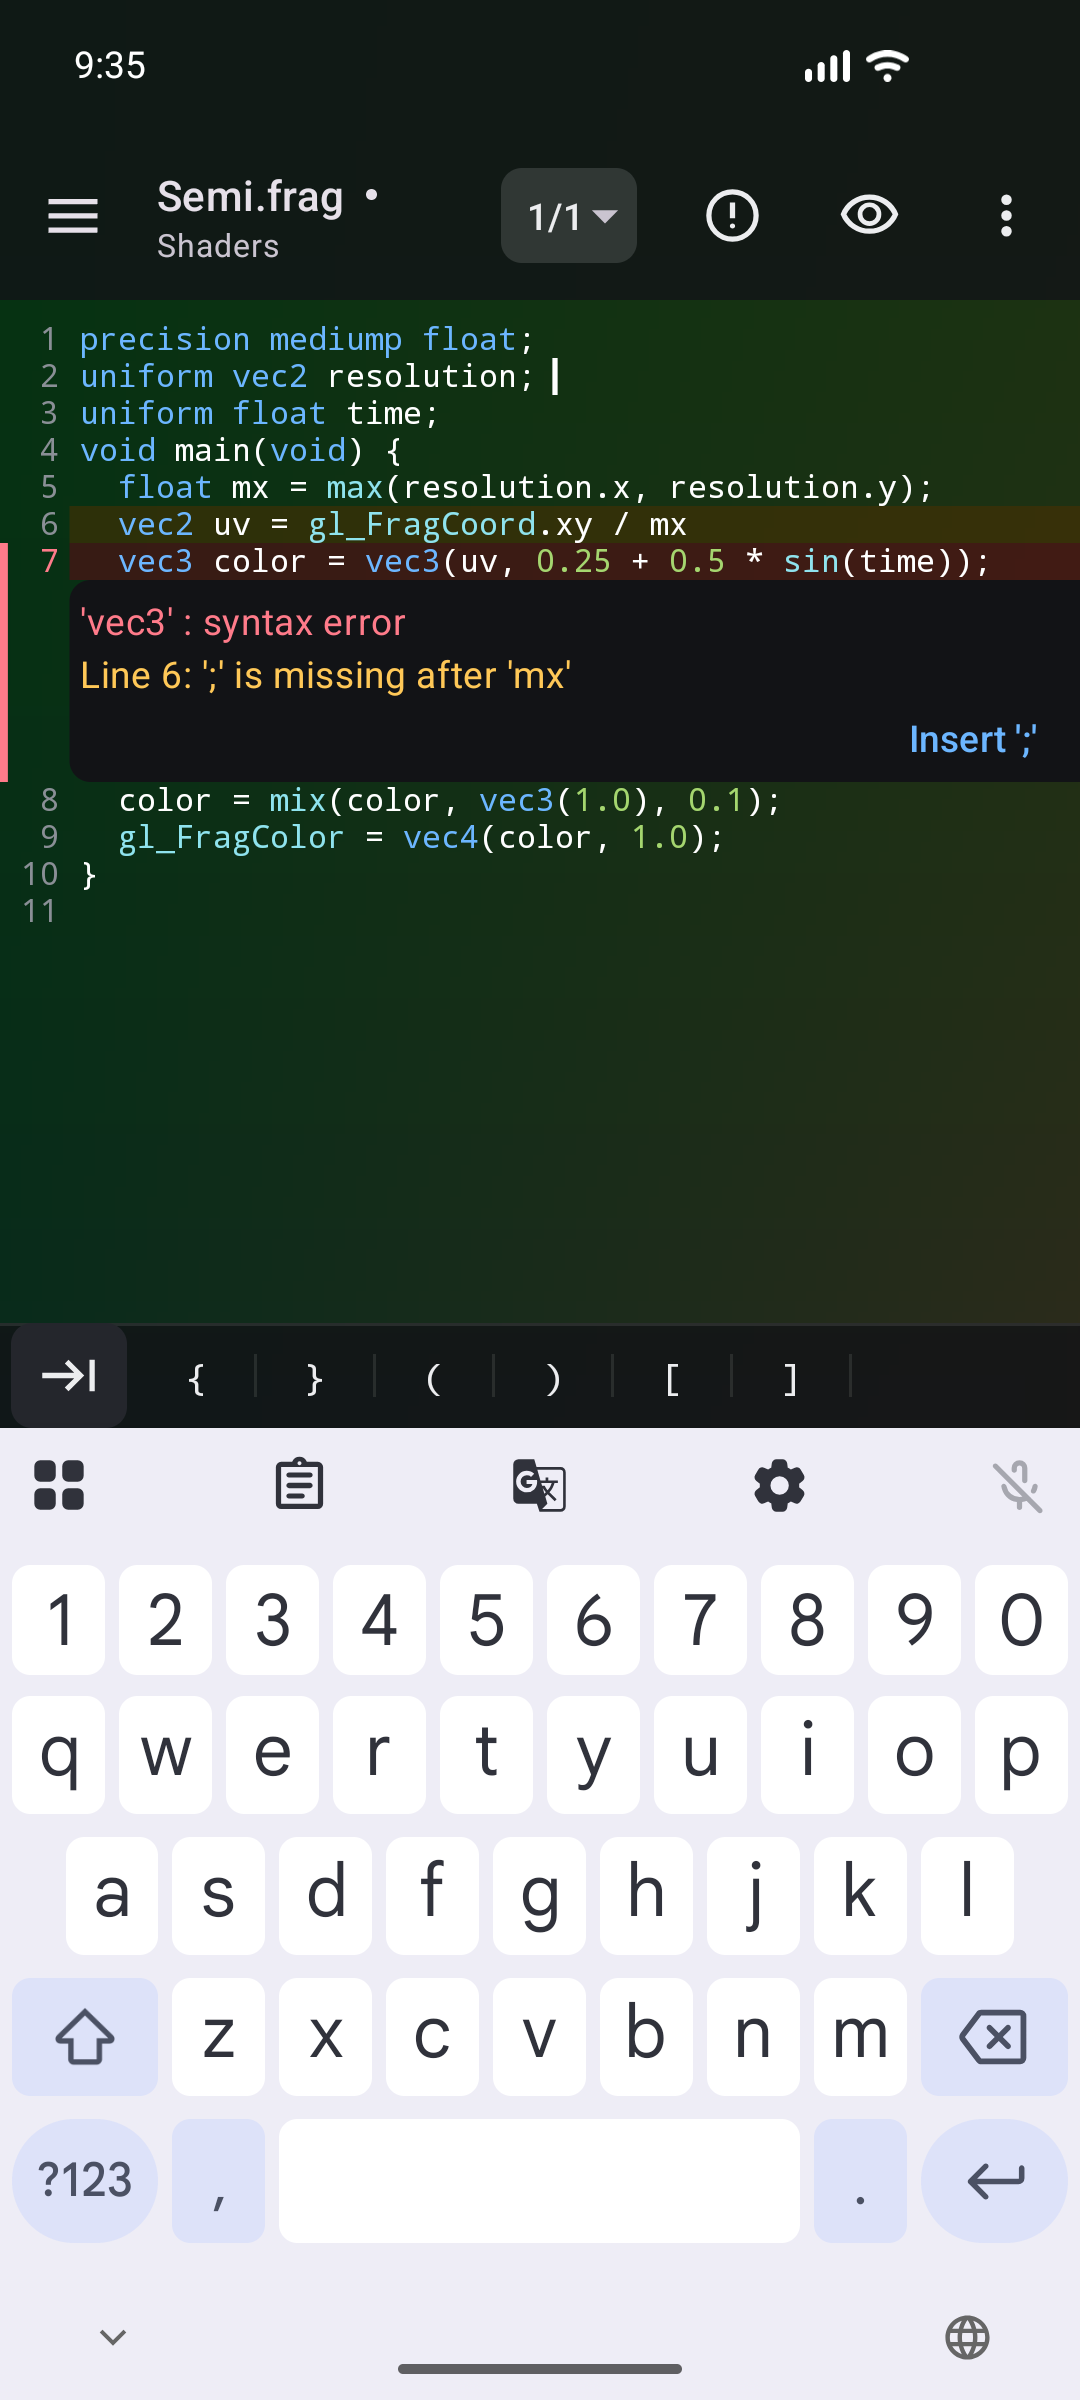 9:35
Semi.frag •
Shaders
1/1
1 precision mediump float;
2 uniform vec2 resolution;
3 uniform float time;
4 void main(void) {
5   float mx = max(resolution.x, resolution.y);
6   vec2 uv = gl_FragCoord.xy / mx
7   vec3 color = vec3(uv, 0.25 + 0.5 * sin(time));
'vec3' : syntax error
Line 6: ';' is missing after 'mx'
Insert ';'
8   color = mix(color, vec3(1.0), 0.1);
9   gl_FragColor = vec4(color, 1.0);
10 }
11
{ } ( ) [ ]
G 文
1 2 3 4 5 6 7 8 9 0
q w e r t y u i o p
a s d f g h j k l
z x c v b n m
?123 , .